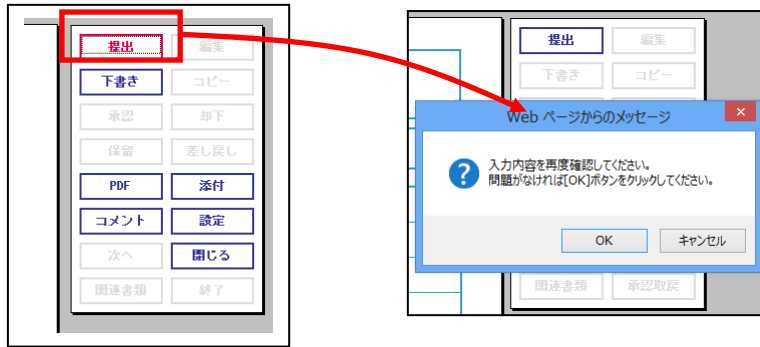 提出 編集
下書き コピー
承認 却下
保留 差し戻し
PDF 添付
コメント 設定
次へ 閉じる
関連書類 終了
提出 編集
下書き コピー
Web ページからのメッセージ
入力内容を再度確認してください。
問題がなければ[OK]ボタンをクリックしてください。
OK キャンセル
関連書類 承認取戻